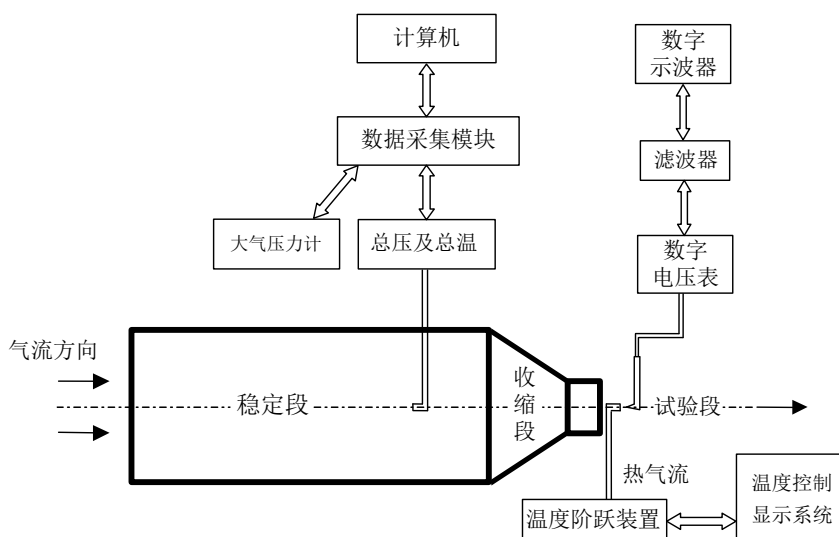 计算机
数字
示波器
数据采集模块
滤波器
大气压力计
总压及总温
数字
电压表
气流方向
稳定段
收
缩
段
试验段
热气流
温度阶跃装置
温度控制
显示系统